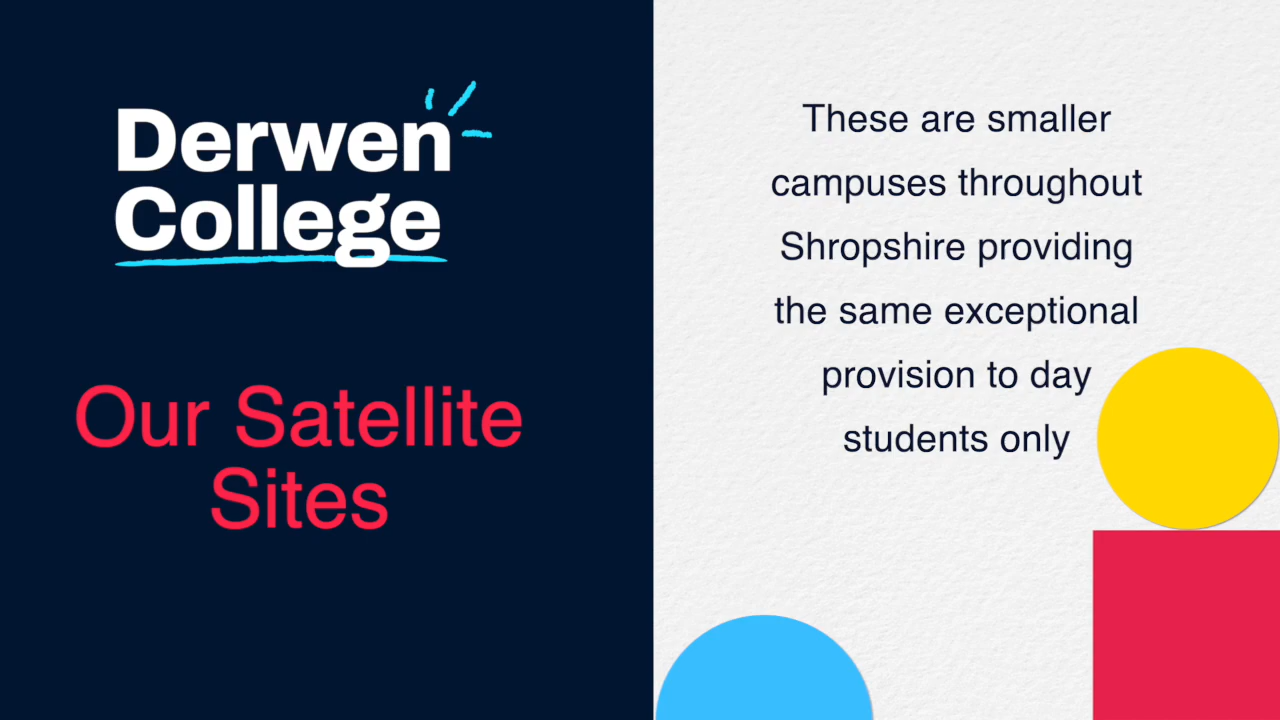 Derwen
College
Our Satellite
Sites
These are smaller
campuses throughout
Shropshire providing
the same exceptional
provision to day
students only